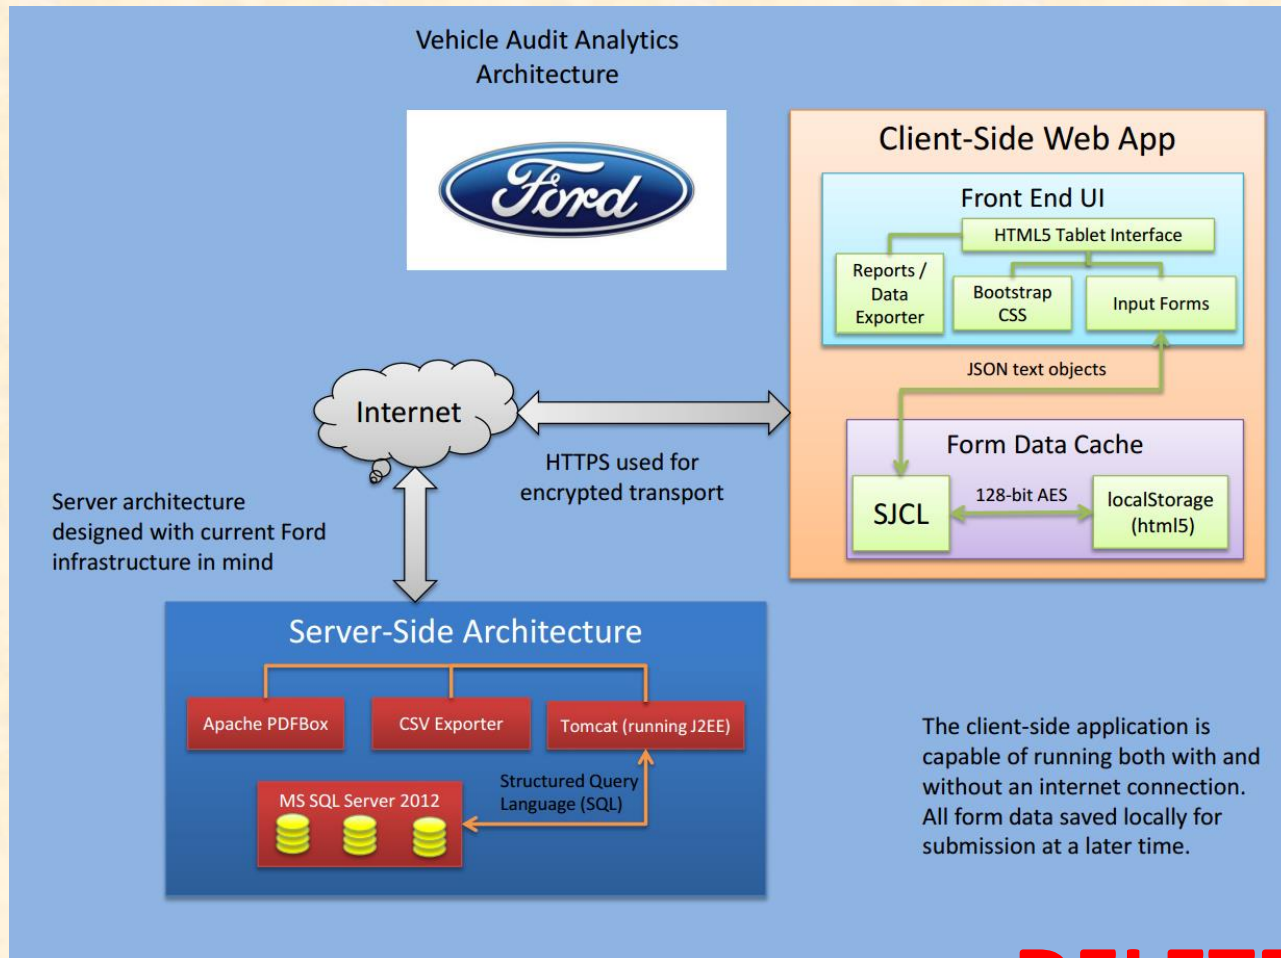 Vehicle Audit Analytics
Architecture
Ford
Client-Side Web App
Front End UI
HTML5 Tablet Interface
Reports /
Data
Exporter
Bootstrap
CSS
Input Forms
JSON text objects
Form Data Cache
SJCL
128-bit AES
localStorage
(html5)
Internet
HTTPS used for
encrypted transport
Server architecture
designed with current Ford
infrastructure in mind
Server-Side Architecture
Apache PDFBox
CSV Exporter
Tomcat (running J2EE)
Structured Query
Language (SQL)
MS SQL Server 2012
The client-side application is
capable of running both with and
without an internet connection.
All form data saved locally for
submission at a later time.